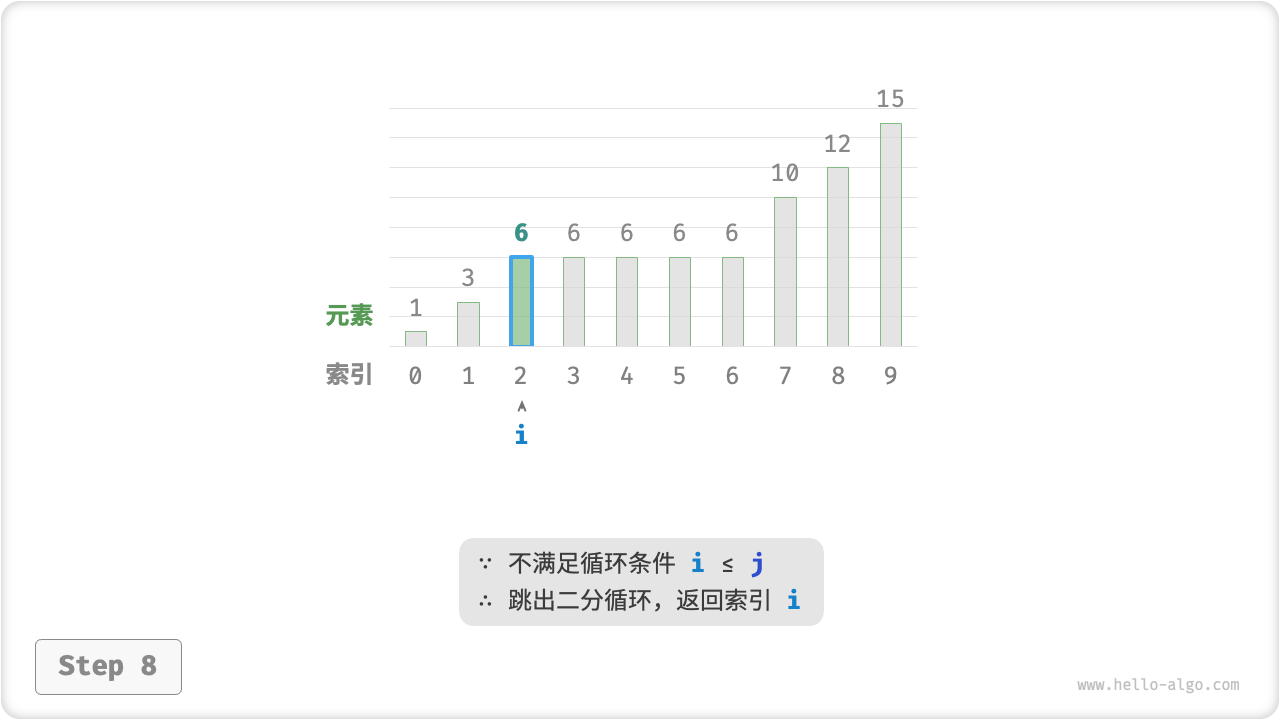 15
12
10
6 6 6 6 6
3
1
元素
索引 0 1 2 3 4 5 6 7 8 9
i
∵ 不满足循环条件 i ≤ j
∴ 跳出二分循环，返回索引 i
Step 8
www.hello-algo.com